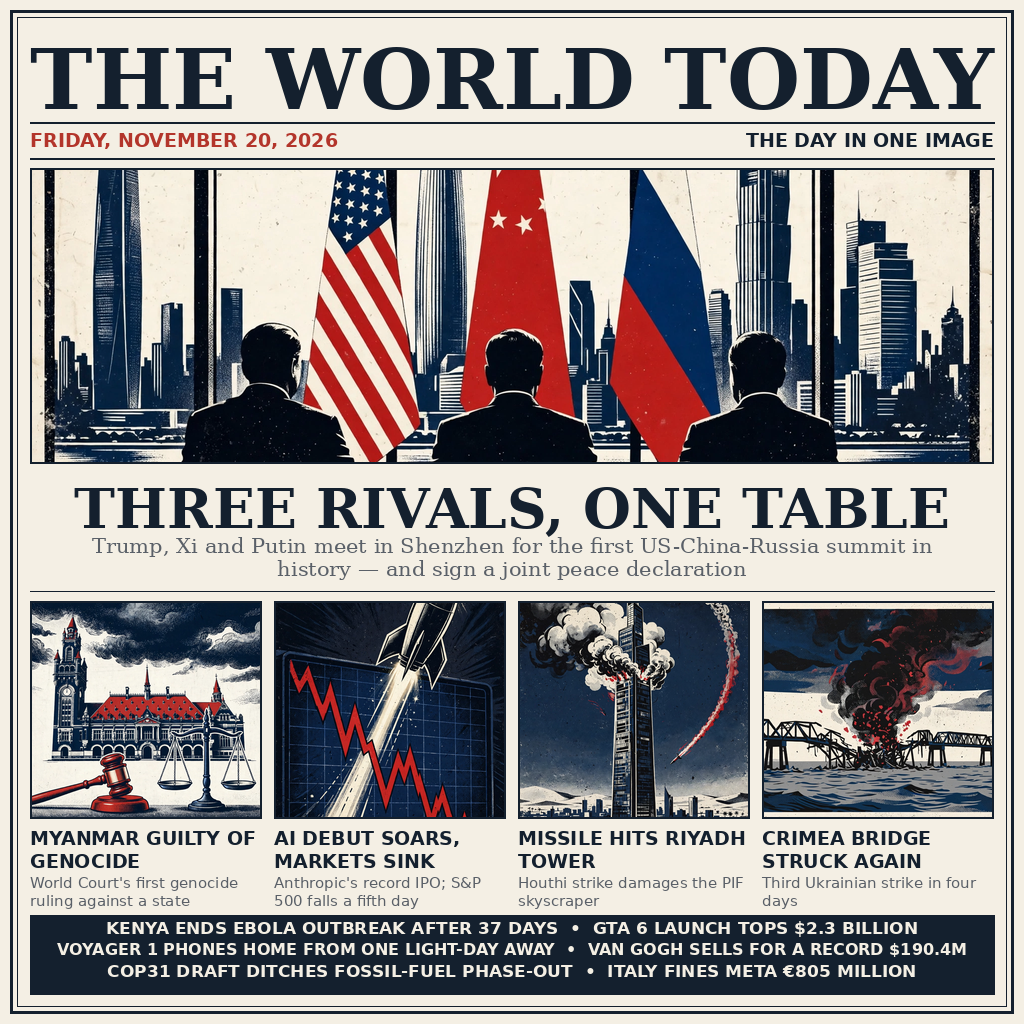 THE WORLD TODAY
FRIDAY, NOVEMBER 20, 2026
THE DAY IN ONE IMAGE
THREE RIVALS, ONE TABLE
Trump, Xi and Putin meet in Shenzhen for the first US-China-Russia summit in
history — and sign a joint peace declaration
MYANMAR GUILTY OF
GENOCIDE
World Court's first genocide
ruling against a state
AI DEBUT SOARS,
MARKETS SINK
Anthropic's record IPO; S&P
500 falls a fifth day
MISSILE HITS RIYADH
TOWER
Houthi strike damages the PIF
skyscraper
CRIMEA BRIDGE
STRUCK AGAIN
Third Ukrainian strike in four
days
KENYA ENDS EBOLA OUTBREAK AFTER 37 DAYS • GTA 6 LAUNCH TOPS $2.3 BILLION
VOYAGER 1 PHONES HOME FROM ONE LIGHT-DAY AWAY • VAN GOGH SELLS FOR A RECORD $190.4M
COP31 DRAFT DITCHES FOSSIL-FUEL PHASE-OUT • ITALY FINES META €805 MILLION